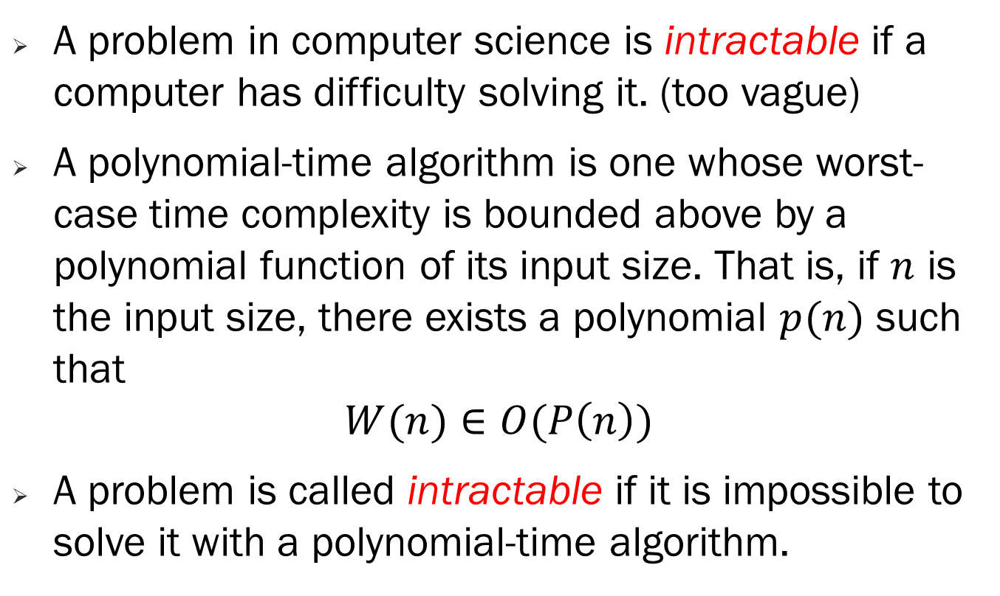 ➢ A problem in computer science is intractable if a
computer has difficulty solving it. (too vague)
➢ A polynomial-time algorithm is one whose worst-
case time complexity is bounded above by a
polynomial function of its input size. That is, if 𝑛 is
the input size, there exists a polynomial 𝑝(𝑛) such
that
𝑊(𝑛) ∈ 𝑂(𝑃(𝑛))
➢ A problem is called intractable if it is impossible to
solve it with a polynomial-time algorithm.